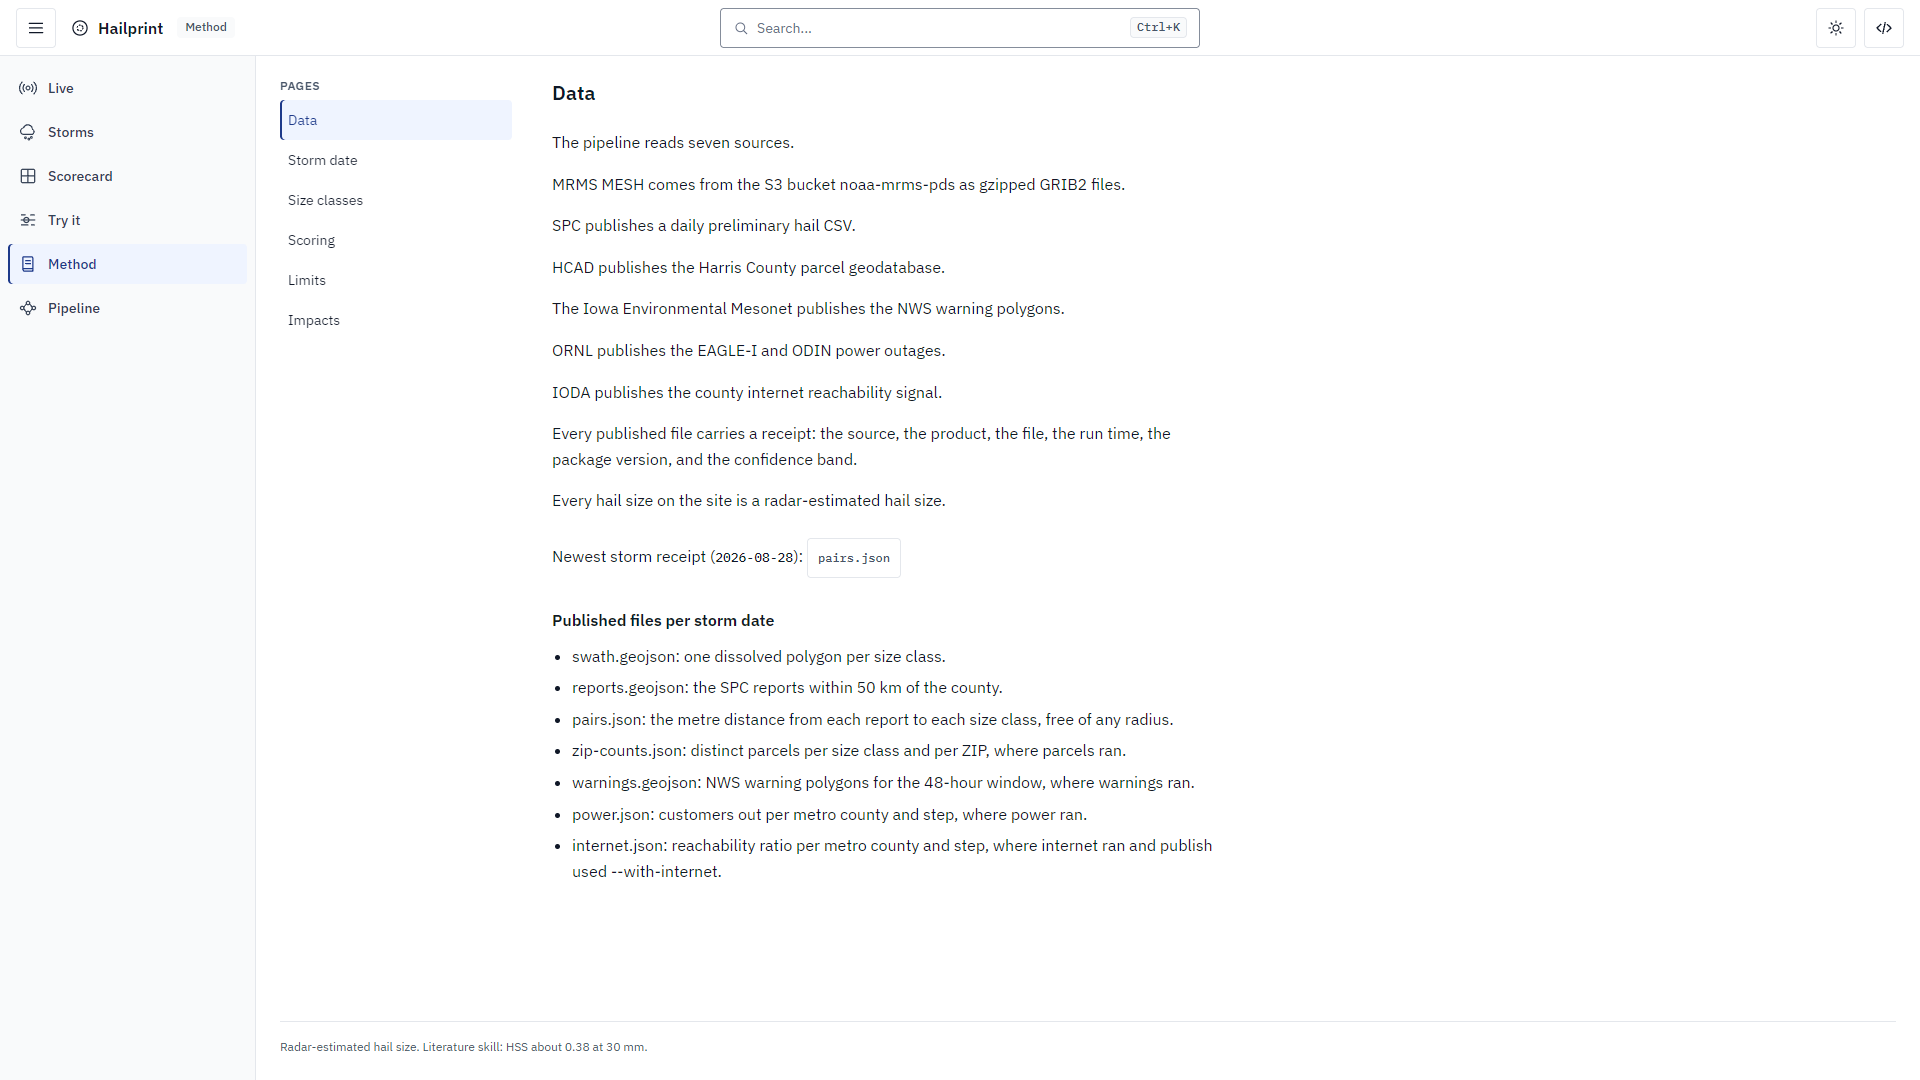 Hailprint
Method
Search...
Ctrl+K
Live
Storms
Scorecard
Try it
Method
Pipeline
PAGES
Data
Storm date
Size classes
Scoring
Limits
Impacts
Data
The pipeline reads seven sources.
MRMS MESH comes from the S3 bucket noaa-mrms-pds as gzipped GRIB2 files.
SPC publishes a daily preliminary hail CSV.
HCAD publishes the Harris County parcel geodatabase.
The Iowa Environmental Mesonet publishes the NWS warning polygons.
ORNL publishes the EAGLE-I and ODIN power outages.
IODA publishes the county internet reachability signal.
Every published file carries a receipt: the source, the product, the file, the run time, the
package version, and the confidence band.
Every hail size on the site is a radar-estimated hail size.
Newest storm receipt (2026-08-28): pairs.json
Published files per storm date
• swath.geojson: one dissolved polygon per size class.
• reports.geojson: the SPC reports within 50 km of the county.
• pairs.json: the metre distance from each report to each size class, free of any radius.
• zip-counts.json: distinct parcels per size class and per ZIP, where parcels ran.
• warnings.geojson: NWS warning polygons for the 48-hour window, where warnings ran.
• power.json: customers out per metro county and step, where power ran.
• internet.json: reachability ratio per metro county and step, where internet ran and publish
used --with-internet.
Radar-estimated hail size. Literature skill: HSS about 0.38 at 30 mm.